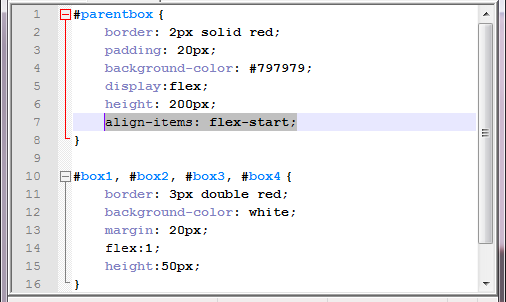 1 #parentbox {
2 border: 2px solid red;
3 padding: 20px;
4 background-color: #797979;
5 display:flex;
6 height: 200px;
7 align-items: flex-start;
8 }
9
10 #box1, #box2, #box3, #box4 {
11 border: 3px double red;
12 background-color: white;
13 margin: 20px;
14 flex:1;
15 height:50px;
16 }